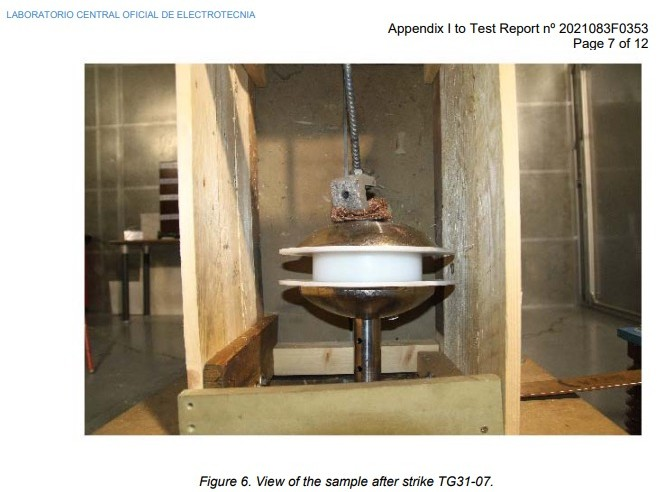 LABORATORIO CENTRAL OFICIAL DE ELECTROTECNIA
Appendix I to Test Report nº 2021083F0353
Page 7 of 12
Figure 6. View of the sample after strike TG31-07.